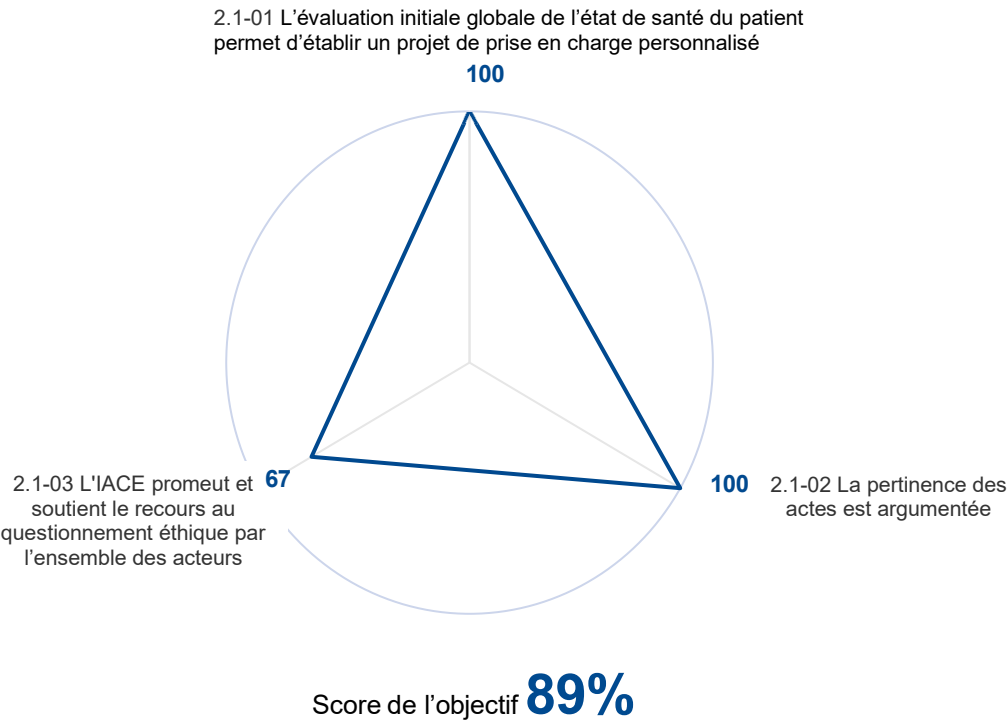 2.1-01 L’évaluation initiale globale de l’état de santé du patient
permet d’établir un projet de prise en charge personnalisé
100
67
2.1-03 L'IACE promeut et
soutient le recours au
questionnement éthique par
l’ensemble des acteurs
100
2.1-02 La pertinence des
actes est argumentée
Score de l’objectif 89%